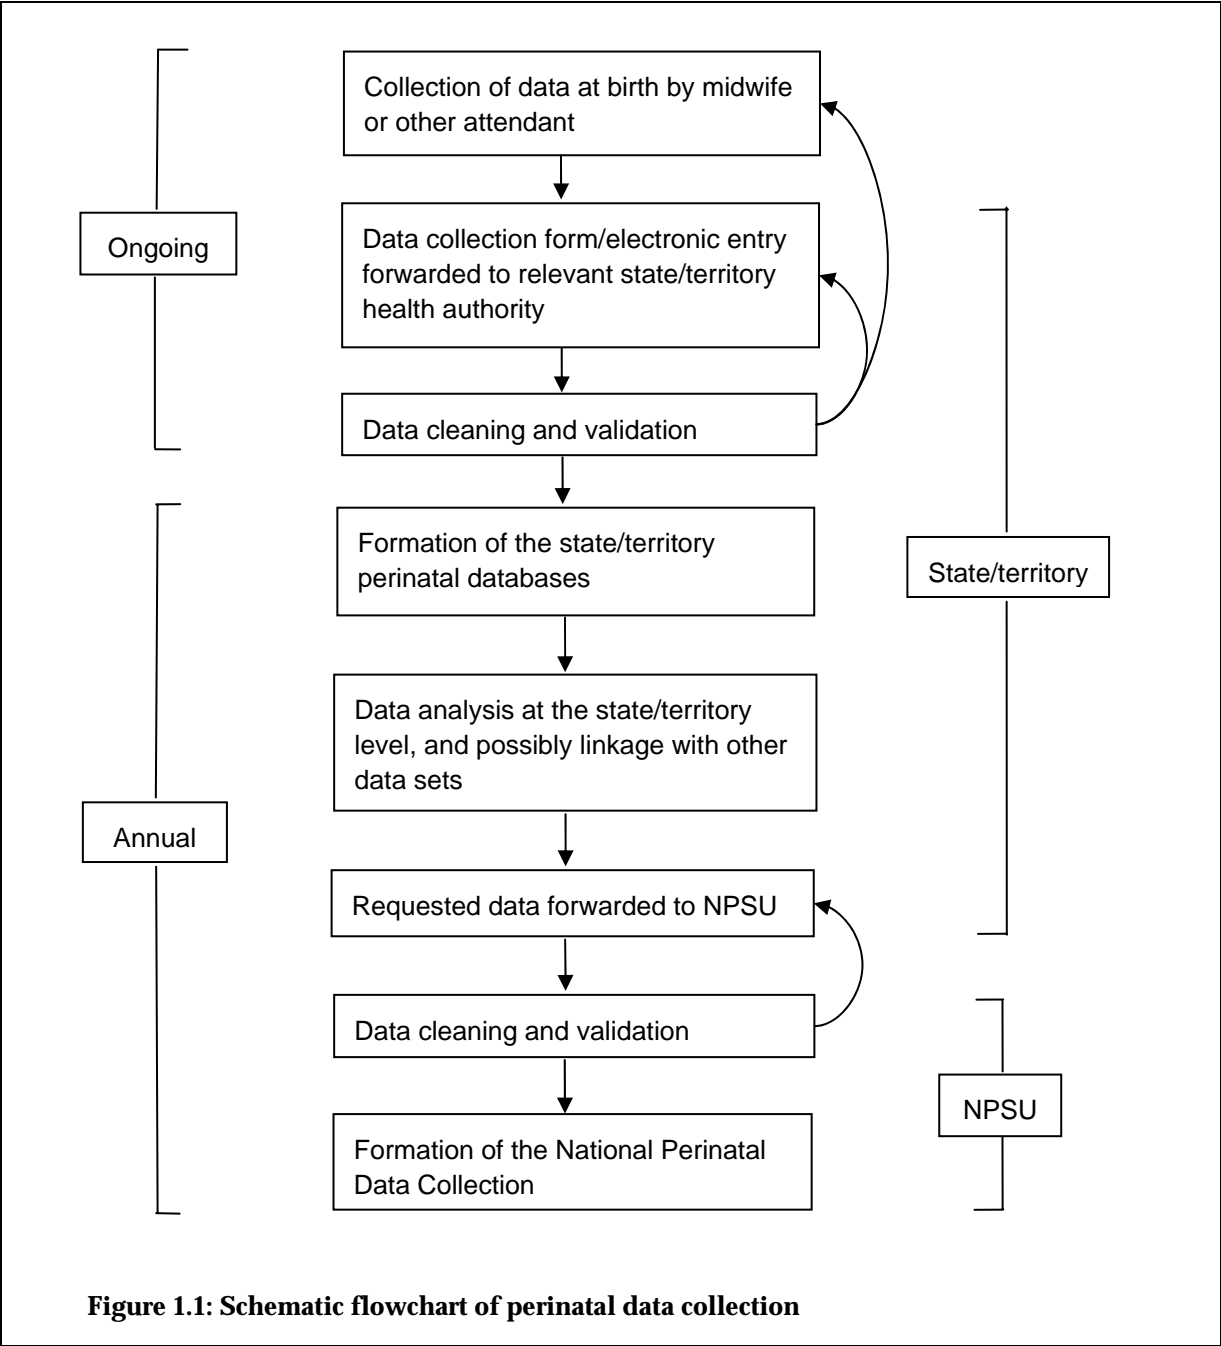 Collection of data at birth by midwife
or other attendant
Ongoing
Data collection form/electronic entry
forwarded to relevant state/territory
health authority
Data cleaning and validation
Formation of the state/territory
perinatal databases
State/territory
Data analysis at the state/territory
level, and possibly linkage with other
data sets
Annual
Requested data forwarded to NPSU
Data cleaning and validation
NPSU
Formation of the National Perinatal
Data Collection
Figure 1.1: Schematic flowchart of perinatal data collection